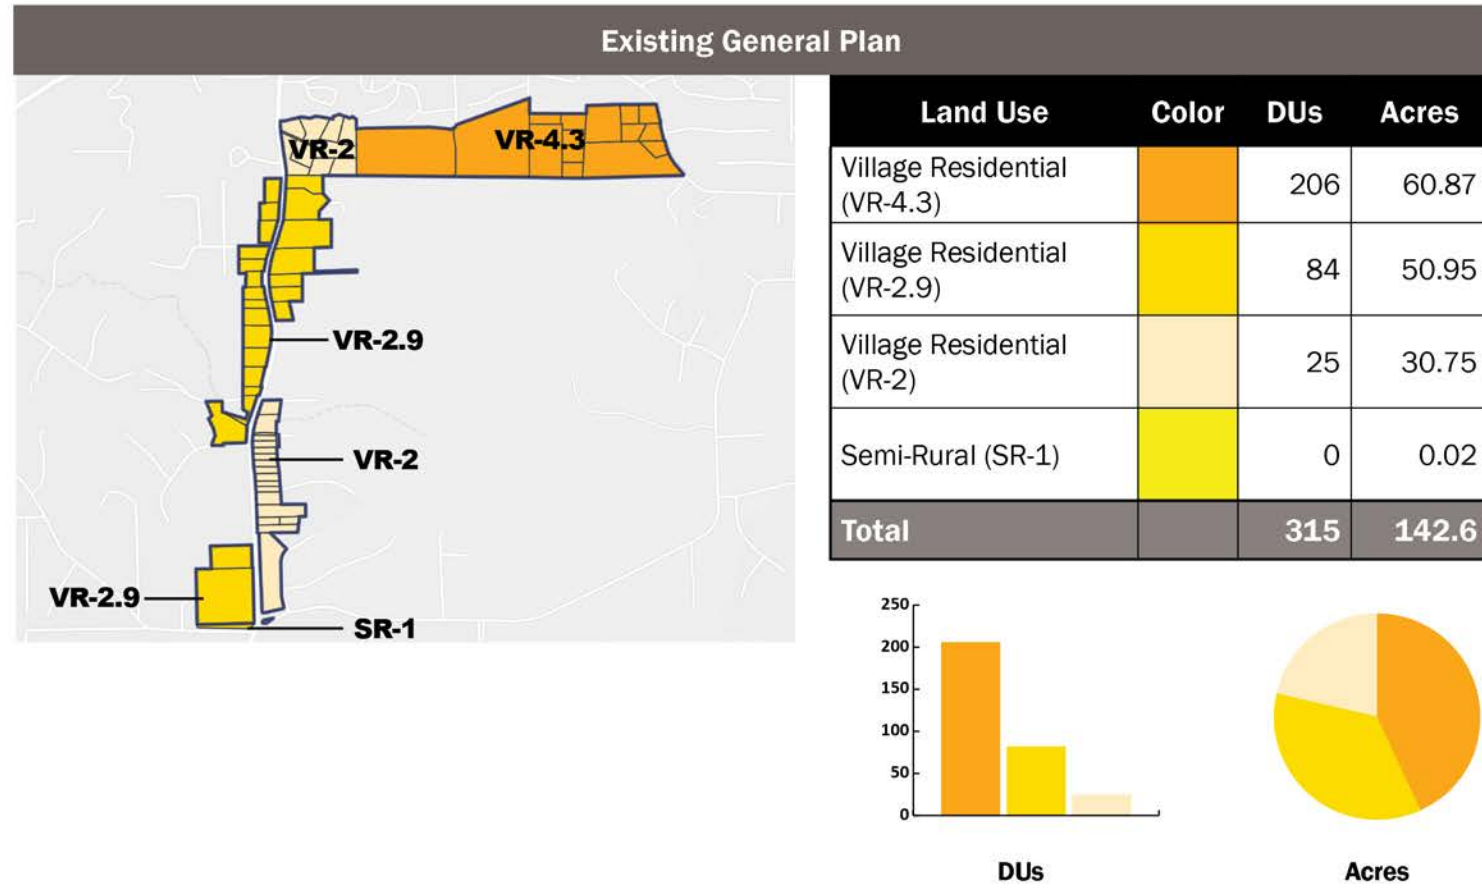 Existing General Plan
VR-2
VR-4.3
VR-2.9
VR-2
VR-2.9
SR-1
Land Use Color DUs Acres
Village Residential
(VR-4.3) 206 60.87
Village Residential
(VR-2.9) 84 50.95
Village Residential
(VR-2) 25 30.75
Semi-Rural (SR-1) 0 0.02
Total 315 142.6
250
200
150
100
50
0
DUs
Acres